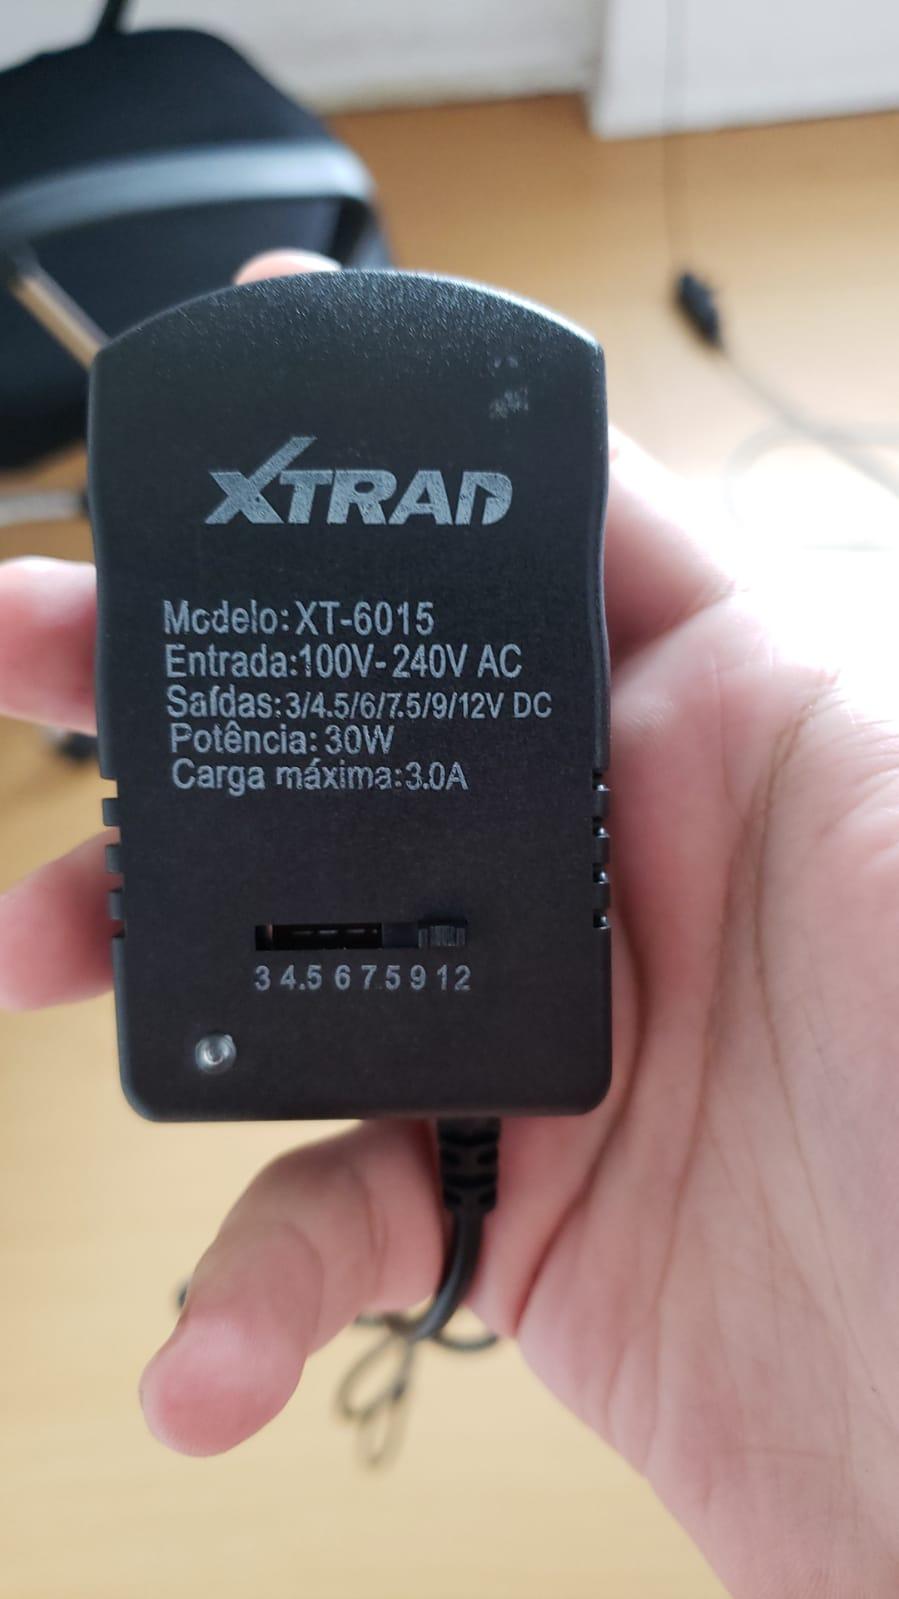 XTRAD
Modelo: XT-6015
Entrada:100V- 240V AC
Saídas:3/4.5/6/7.5/9/12V DC
Potência: 30W
Carga máxima:3.0A
3 4.5 6 7.5 9 12